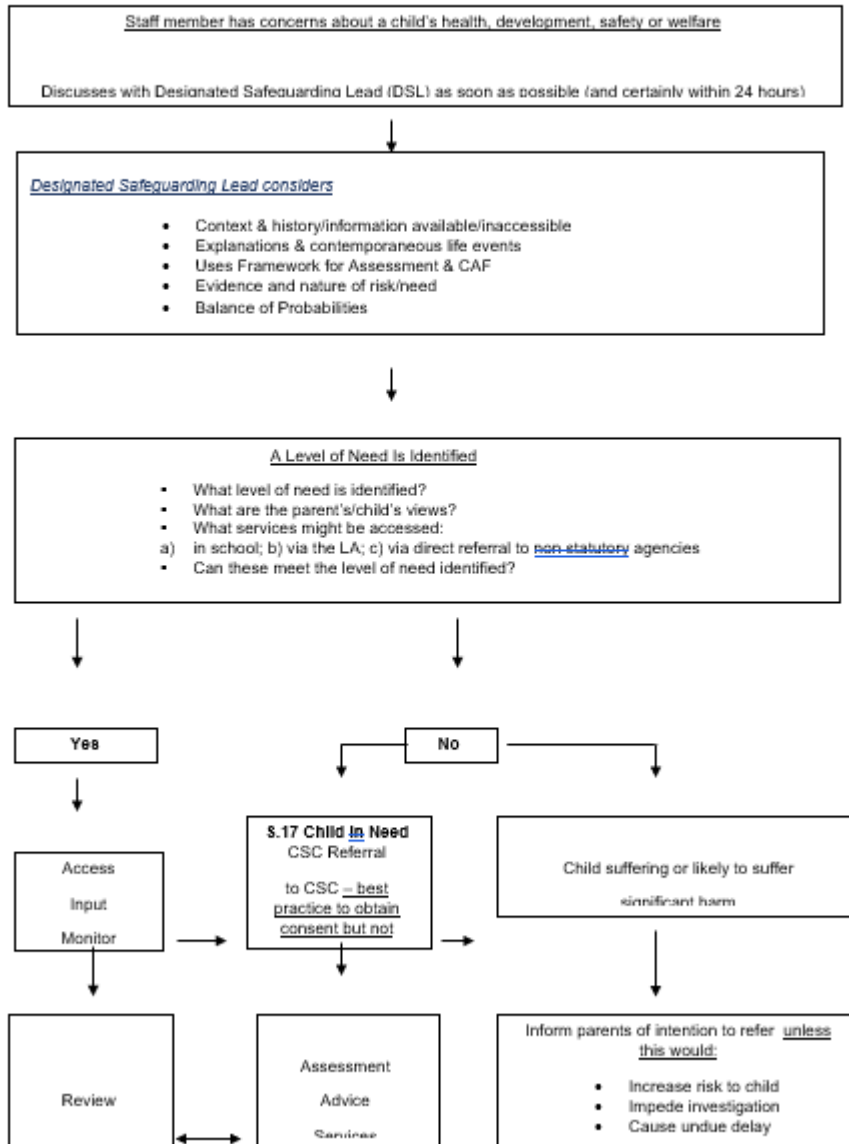 Staff member has concerns about a child's health, development, safety or welfare
Discusses with Designated Safeguarding Lead (DSL) as soon as possible (and certainly within 24 hours)
Designated Safeguarding Lead considers
• Context & history/information available/inaccessible
• Explanations & contemporaneous life events
• Uses Framework for Assessment & CAF
• Evidence and nature of risk/need
• Balance of Probabilities
A Level of Need Is Identified
▪ What level of need is identified?
▪ What are the parent's/child's views?
▪ What services might be accessed:
a) in school; b) via the LA; c) via direct referral to non statutory agencies
▪ Can these meet the level of need identified?
Yes
No
Access
Input
Monitor
S.17 Child in Need
CSC Referral
to CSC – best
practice to obtain
consent but not
Child suffering or likely to suffer
significant harm
Review
Assessment
Advice
Services
Inform parents of intention to refer unless
this would:
• Increase risk to child
• Impede investigation
• Cause undue delay